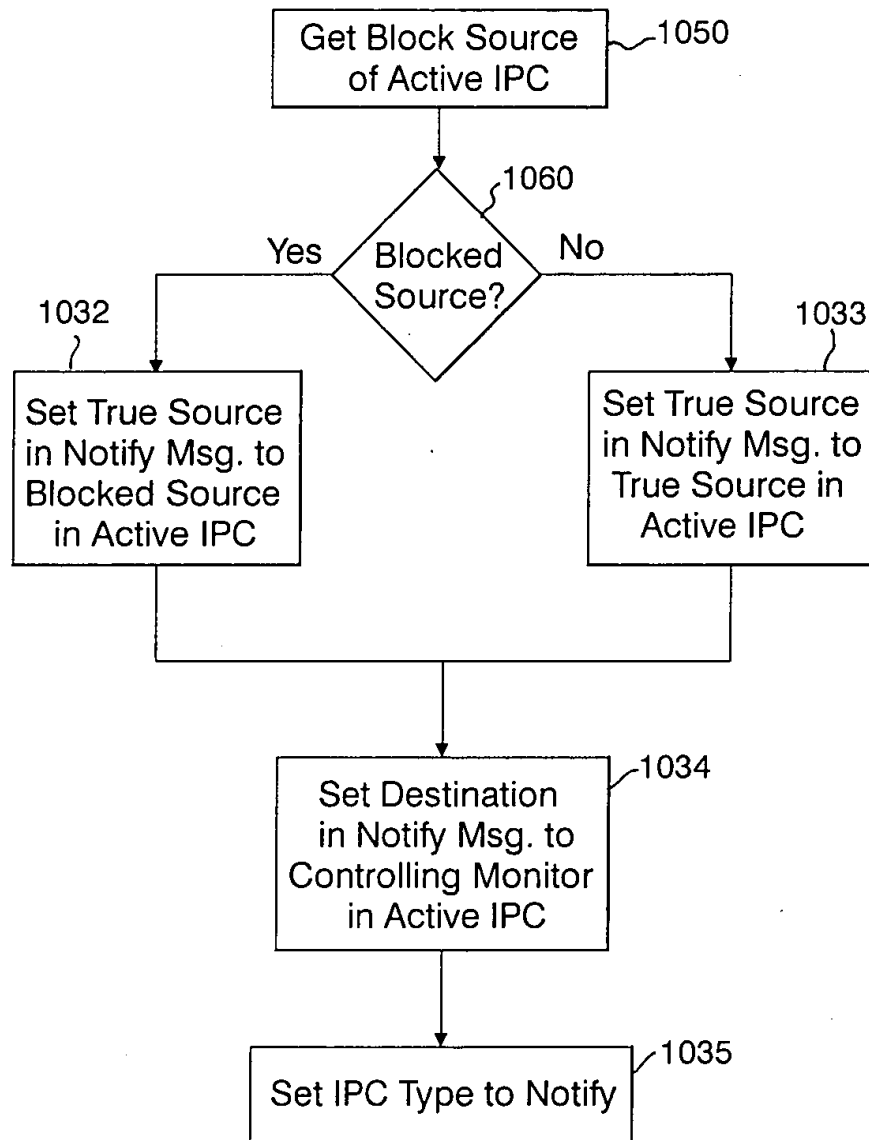 Get Block Source
of Active IPC
1050
1060
Yes
Blocked
Source?
No
1032
1033
Set True Source
in Notify Msg. to
Blocked Source
in Active IPC
Set True Source
in Notify Msg. to
True Source in
Active IPC
1034
Set Destination
in Notify Msg. to
Controlling Monitor
in Active IPC
1035
Set IPC Type to Notify